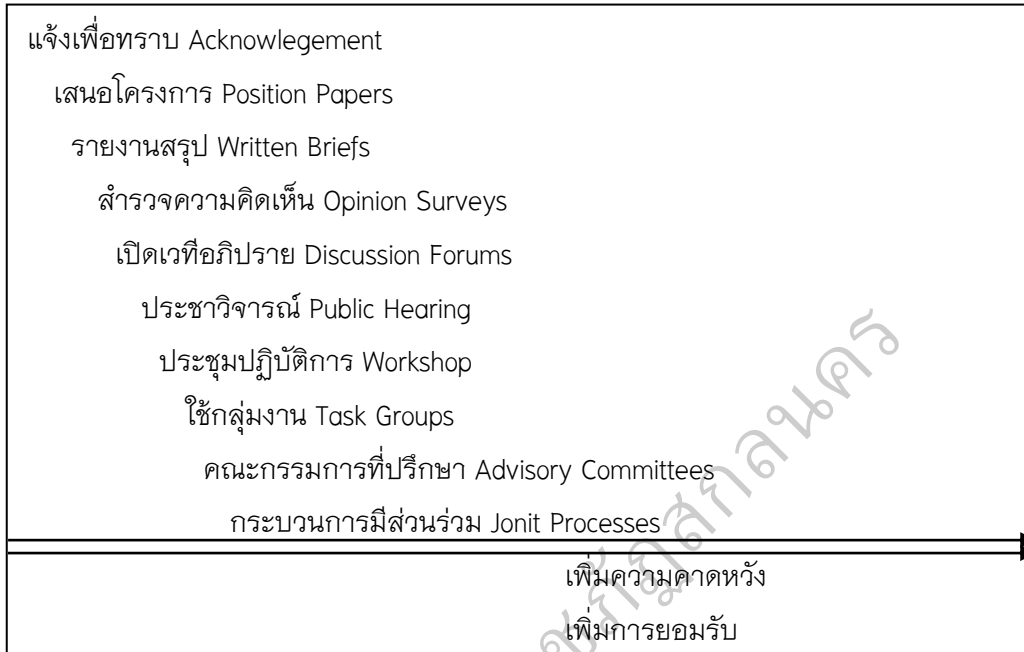 แจ้งเพื่อทราบ Acknowlegement
เสนอโครงการ Position Papers
รายงานสรุป Written Briefs
สำรวจความคิดเห็น Opinion Surveys
เปิดเวทีอภิปราย Discussion Forums
ประชาวิจารณ์ Public Hearing
ประชุมปฏิบัติการ Workshop
ใช้กลุ่มงาน Task Groups
คณะกรรมการที่ปรึกษา Advisory Committees
กระบวนการมีส่วนร่วม Jonit Processes
เพิ่มความคาดหวัง
เพิ่มการยอมรับ